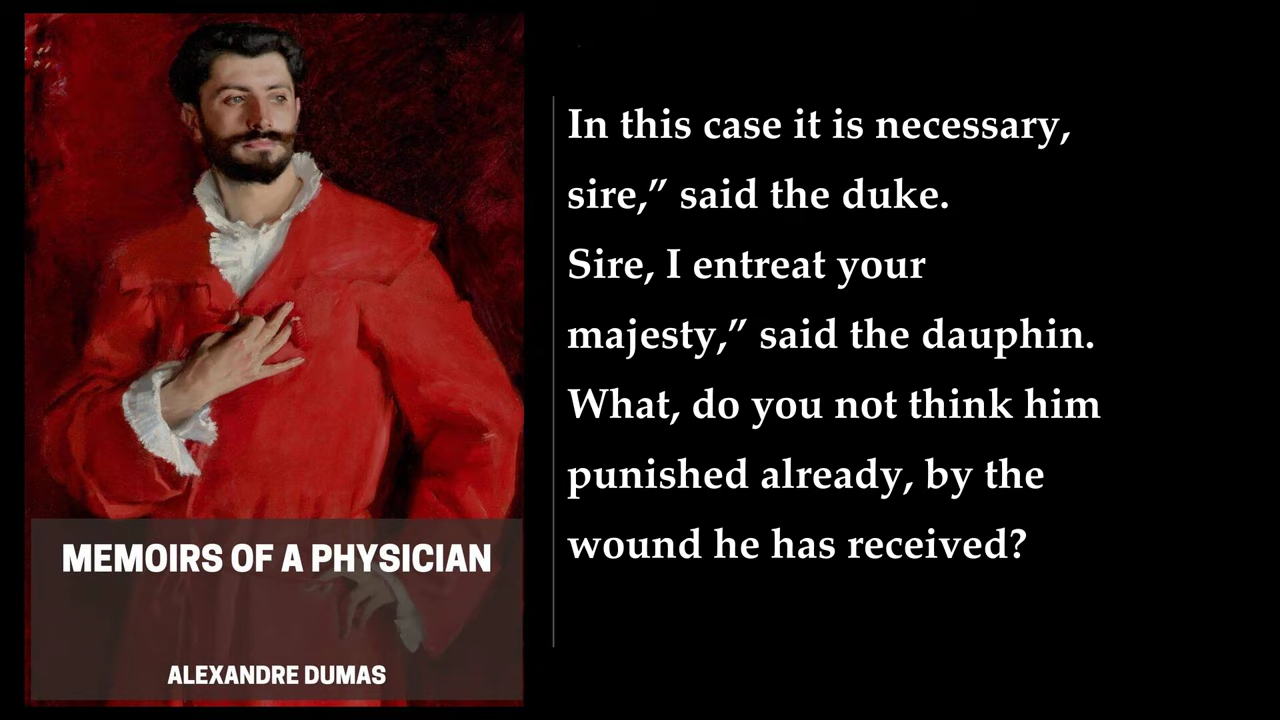 MEMOIRS OF A PHYSICIAN
ALEXANDRE DUMAS
In this case it is necessary,
sire,” said the duke.
Sire, I entreat your
majesty,” said the dauphin.
What, do you not think him
punished already, by the
wound he has received?